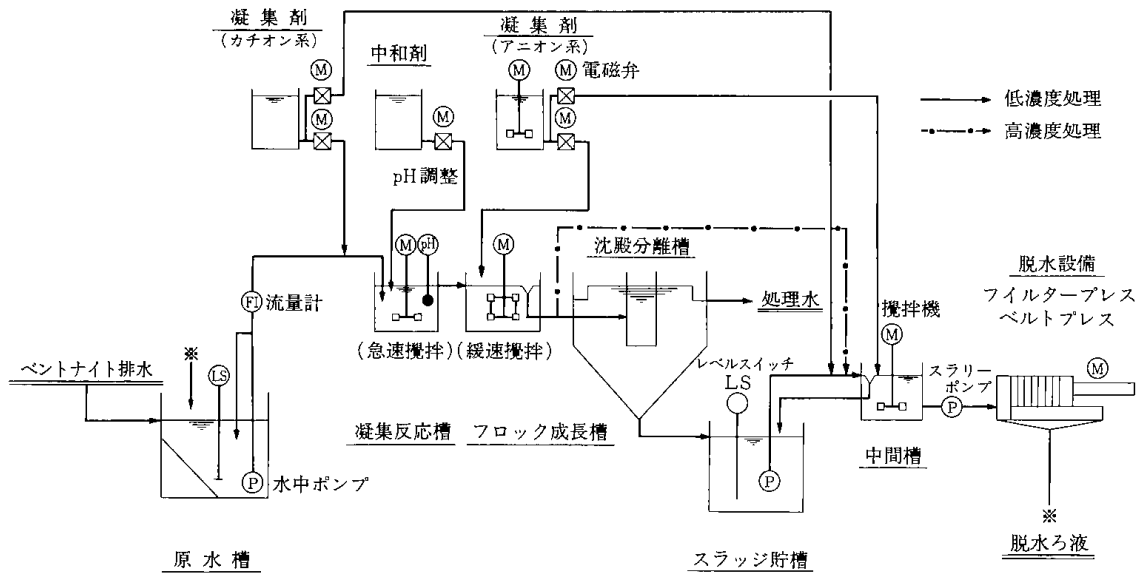 凝集剤
(カチオン系)
中和剤
凝集剤
(アニオン系)
M
M
M
M
M
M
電磁弁
低濃度処理
高濃度処理
pH調整
M
pH
M
沈殿分離槽
脱水設備
フイルタープレス
ベルトプレス
FI
流量計
処理水
攪拌機
M
(急速攪拌)
(緩速攪拌)
※
ベントナイト排水
LS
レベルスイッチ
LS
スラリー
ポンプ
M
P
凝集反応槽
フロック成長槽
中間槽
P
水中ポンプ
P
※
脱水ろ液
原水槽
スラッジ貯槽